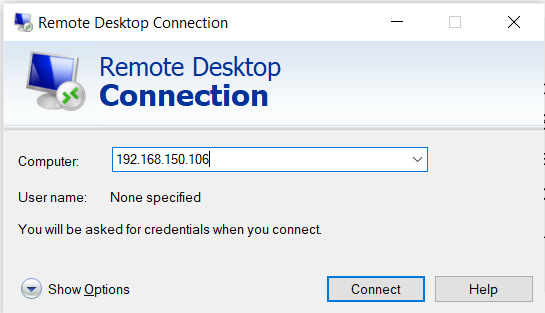 Remote Desktop Connection
Remote Desktop
Connection
Computer: 192.168.150.106
User name: None specified
You will be asked for credentials when you connect.
Show Options Connect Help